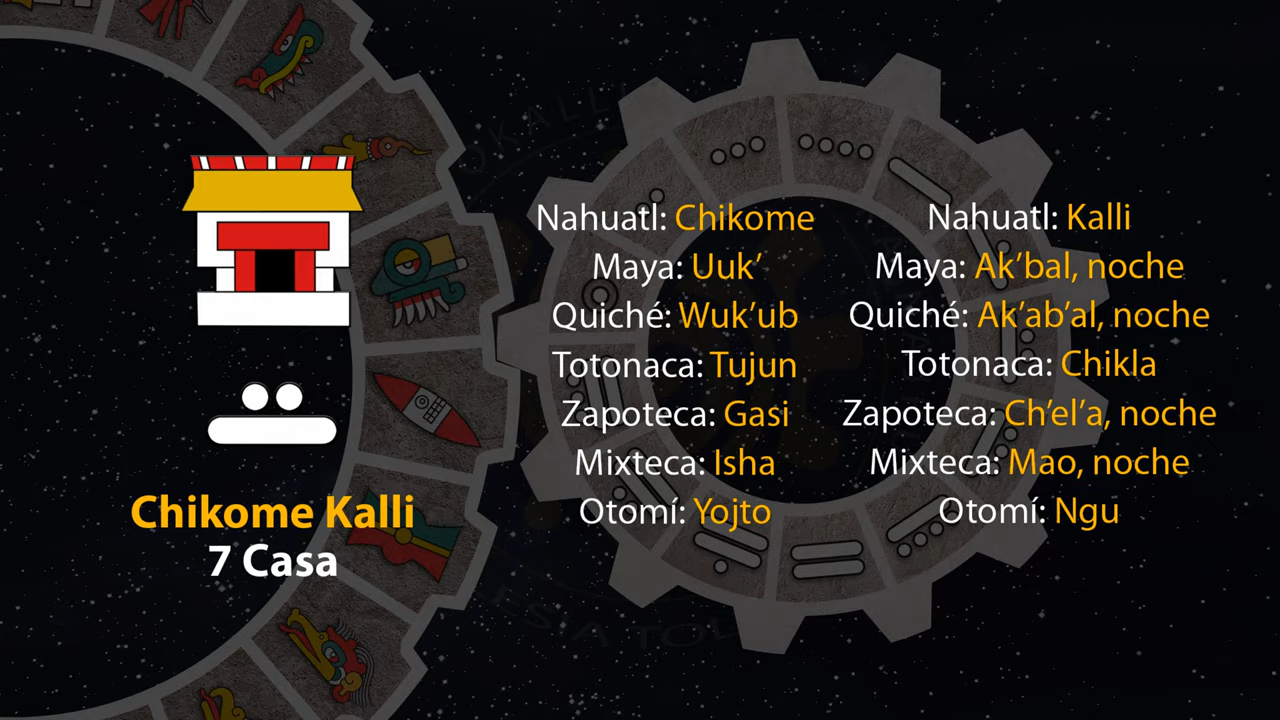 Chikome Kalli
7 Casa
Nahuatl: Chikome
Maya: Uuk’
Quiché: Wuk’ub
Totonaca: Tujun
Zapoteca: Gasi
Mixteca: Isha
Otomí: Yojto
Nahuatl: Kalli
Maya: Ak’bal, noche
Quiché: Ak’ab’al, noche
Totonaca: Chikla
Zapoteca: Ch’el’a, noche
Mixteca: Mao, noche
Otomí: Ngu